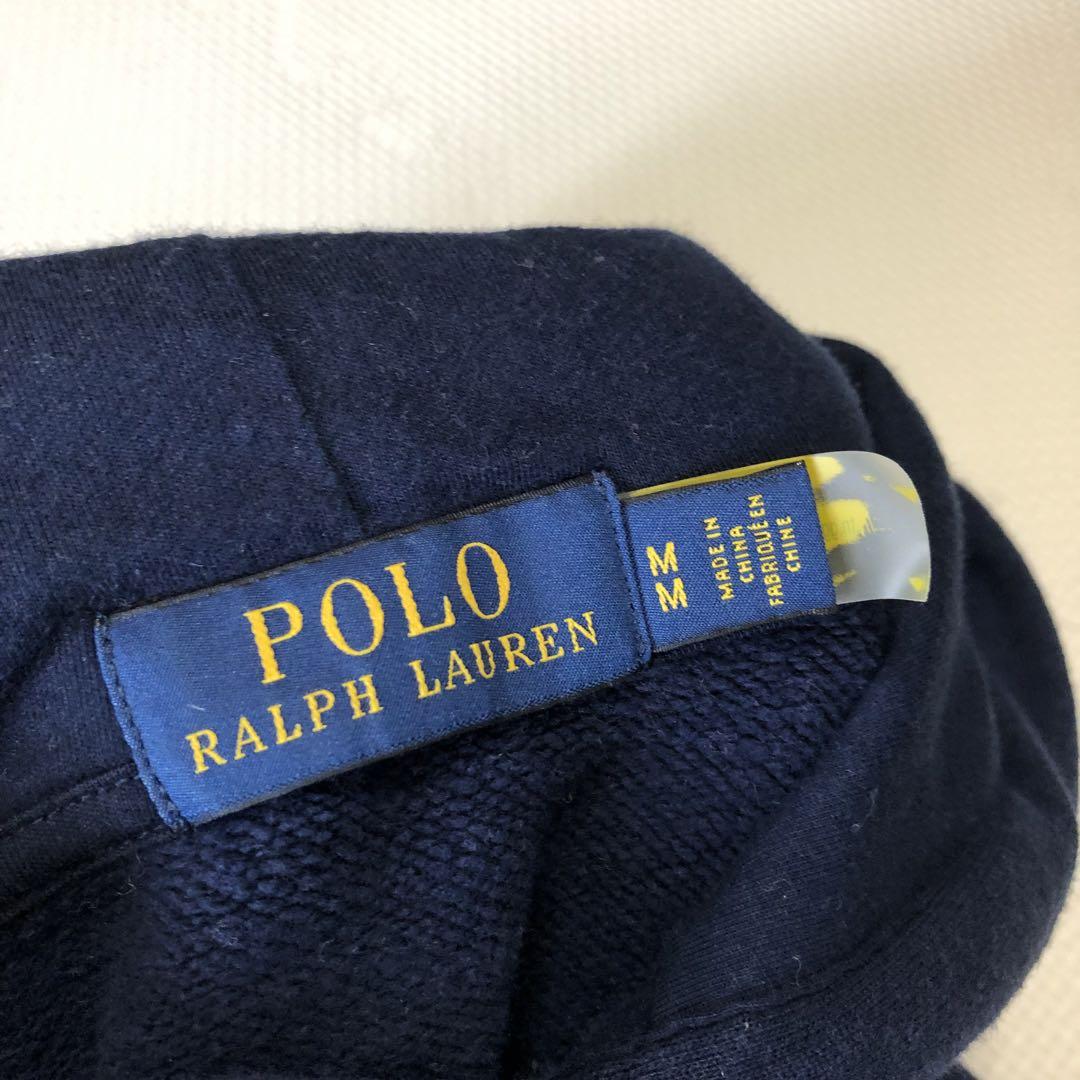 POLO
RALPH LAUREN
M
M
MADE IN
CHINA
FABRIQUÉ EN
CHINE